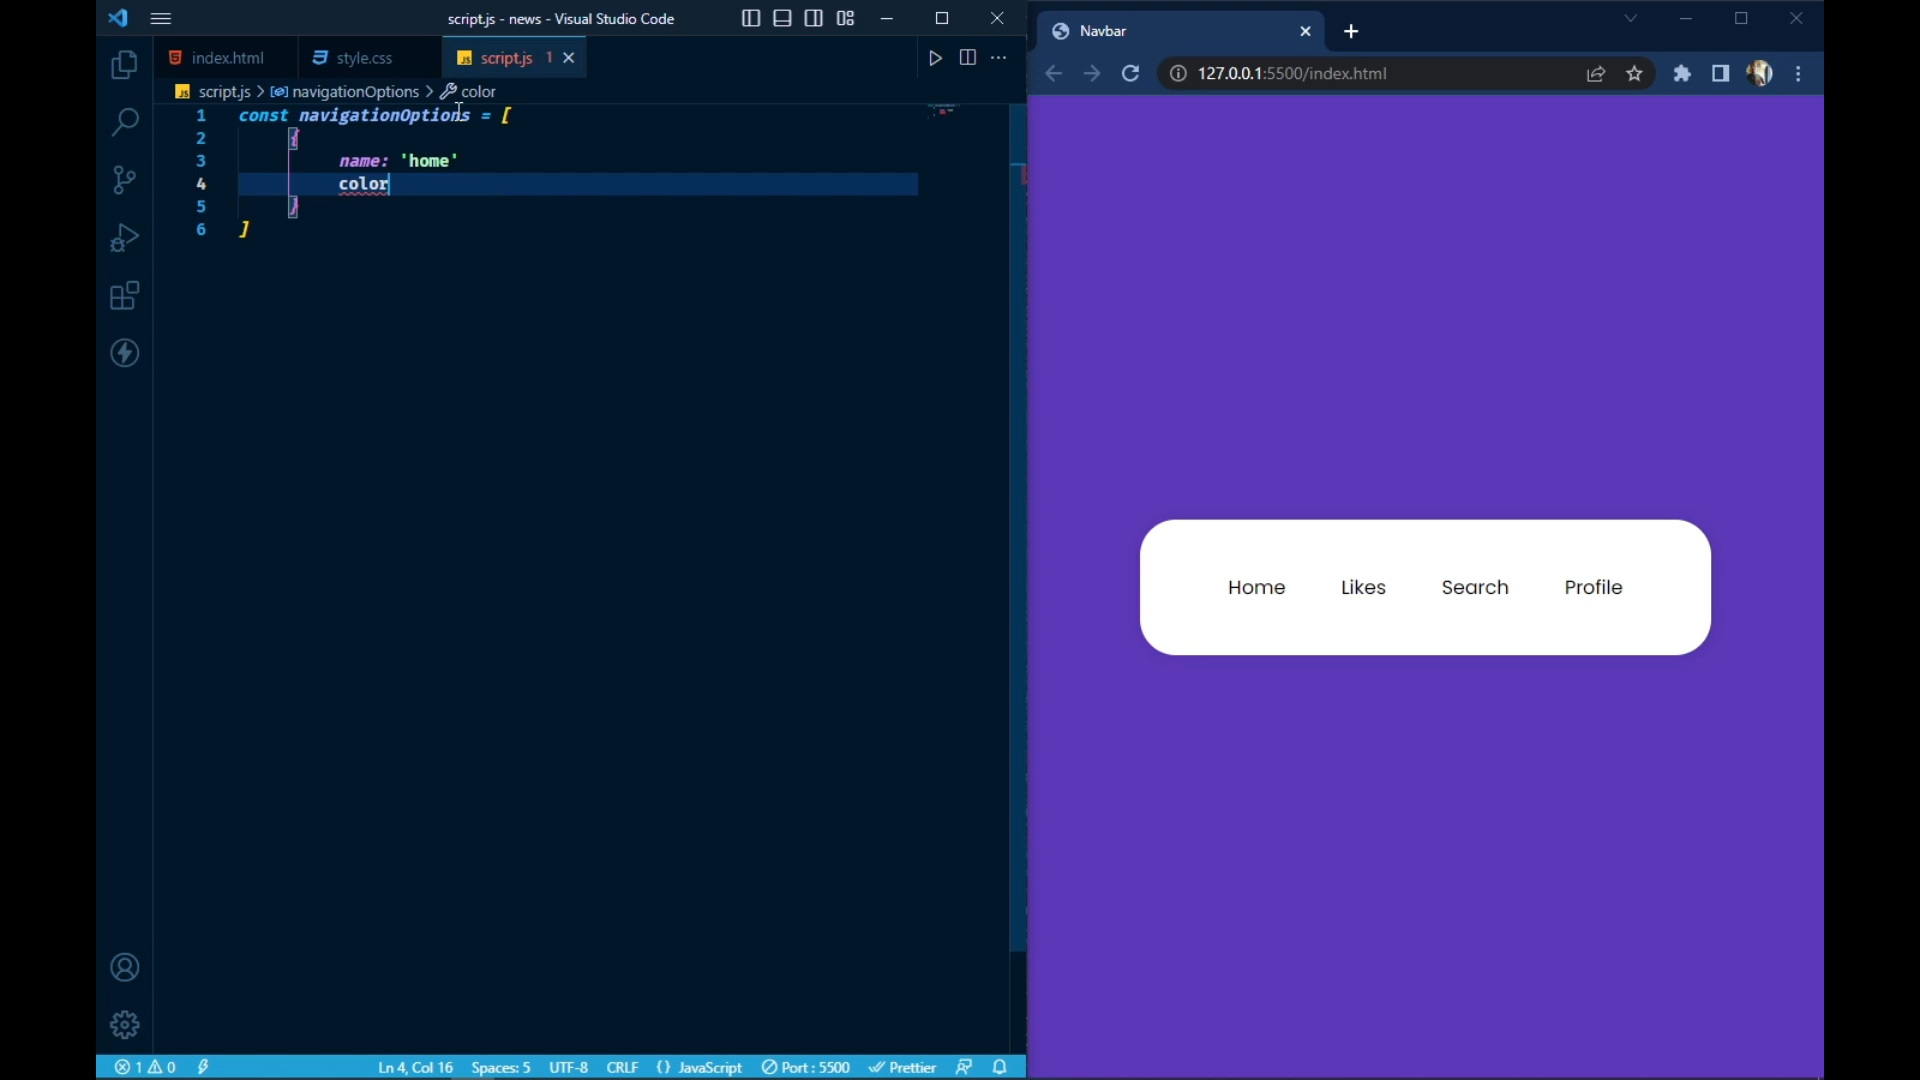 script.js - news - Visual Studio Code
index.html
style.css
script.js 1
script.js > navigationOptions > color
1 const navigationOptions = [
2 {
3 name: 'home'
4 color
5 }
6 ]
1 0
Ln 4, Col 16
Spaces: 5
UTF-8
CRLF
{} JavaScript
Port : 5500
Prettier
Navbar
127.0.0.1:5500/index.html
Home
Likes
Search
Profile